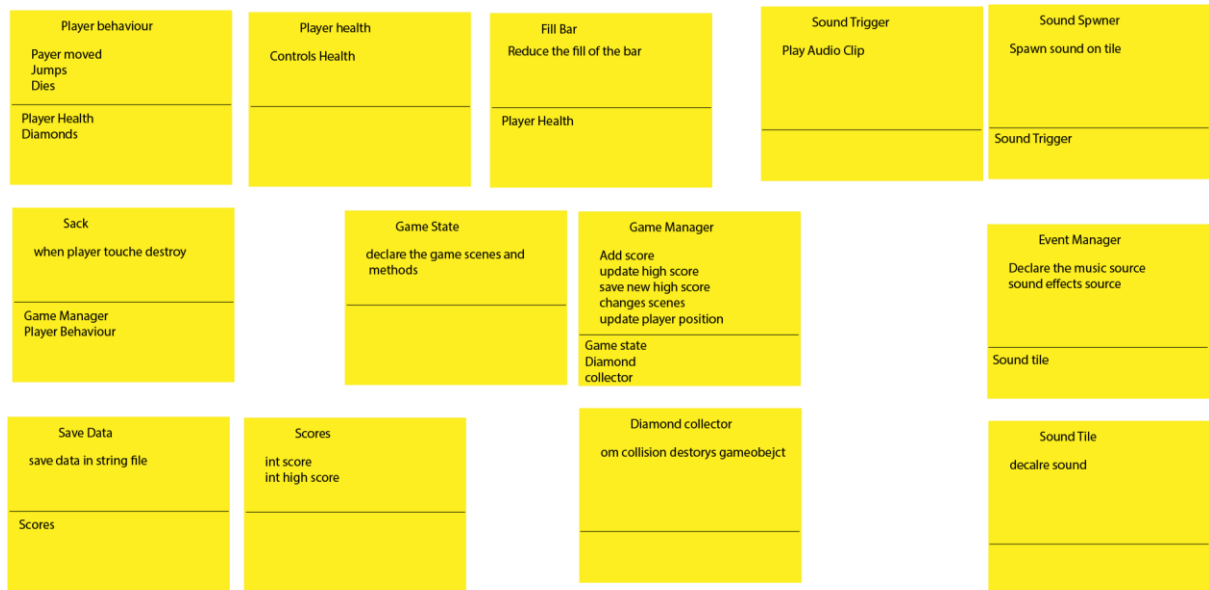 Player behaviour
Payer moved
Jumps
Dies
Player Health
Diamonds
Player health
Controls Health
Fill Bar
Reduce the fill of the bar
Player Health
Sound Trigger
Play Audio Clip
Sound Spwner
Spawn sound on tile
Sound Trigger
Sack
when player touche destroy
Game Manager
Player Behaviour
Game State
declare the game scenes and
methods
Game Manager
Add score
update high score
save new high score
changes scenes
update player position
Game state
Diamond
collector
Event Manager
Declare the music source
sound effects source
Sound tile
Save Data
save data in string file
Scores
Scores
int score
int high score
Diamond collector
om collision destorys gameobejct
Sound Tile
decalre sound